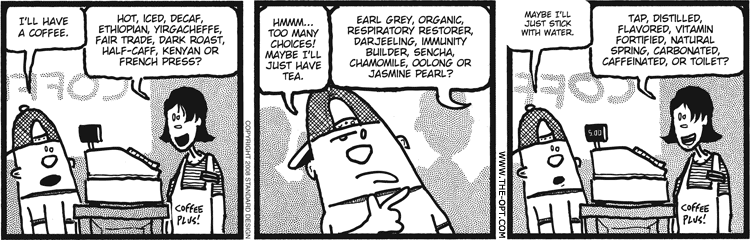 I'LL HAVE
A COFFEE.
HOT, ICED, DECAF,
ETHIOPIAN, YIRGACHEFFE,
FAIR TRADE, DARK ROAST,
HALF-CAFF, KENYAN OR
FRENCH PRESS?
COFF
COFFEE
PLUS!
COPYRIGHT 2008 STANDARD DESIGN
HMMM...
TOO MANY
CHOICES!
MAYBE I'LL
JUST HAVE
TEA.
EARL GREY, ORGANIC,
RESPIRATORY RESTORER,
DARJEELING, IMMUNITY
BUILDER, SENCHA,
CHAMOMILE, OOLONG OR
JASMINE PEARL?
WWW.THE-OPT.COM
MAYBE I'LL
JUST STICK
WITH WATER.
TAP, DISTILLED,
FLAVORED, VITAMIN
FORTIFIED, NATURAL
SPRING, CARBONATED,
CAFFEINATED, OR TOILET?
COFF
5.00
COFFEE
PLUS!